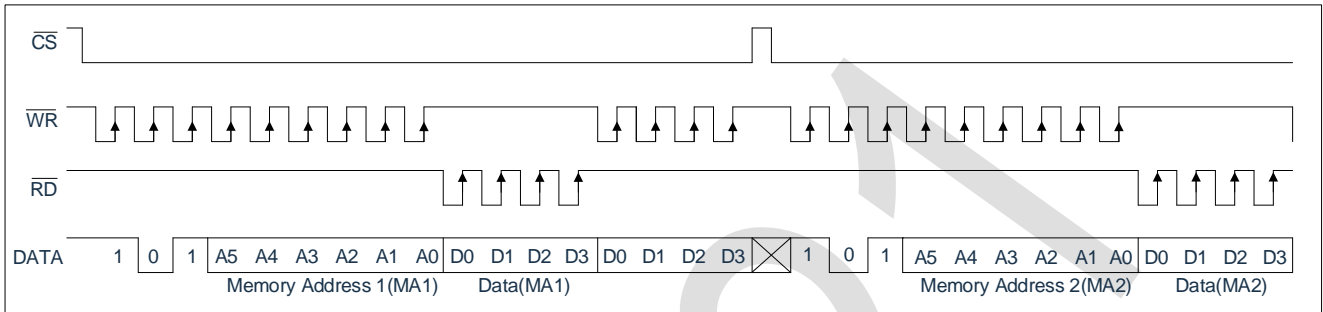 CS
WR
RD
DATA 1 0 1 A5 A4 A3 A2 A1 A0 D0 D1 D2 D3 D0 D1 D2 D3 1 0 1 A5 A4 A3 A2 A1 A0 D0 D1 D2 D3
Memory Address 1(MA1) Data(MA1) Memory Address 2(MA2) Data(MA2)